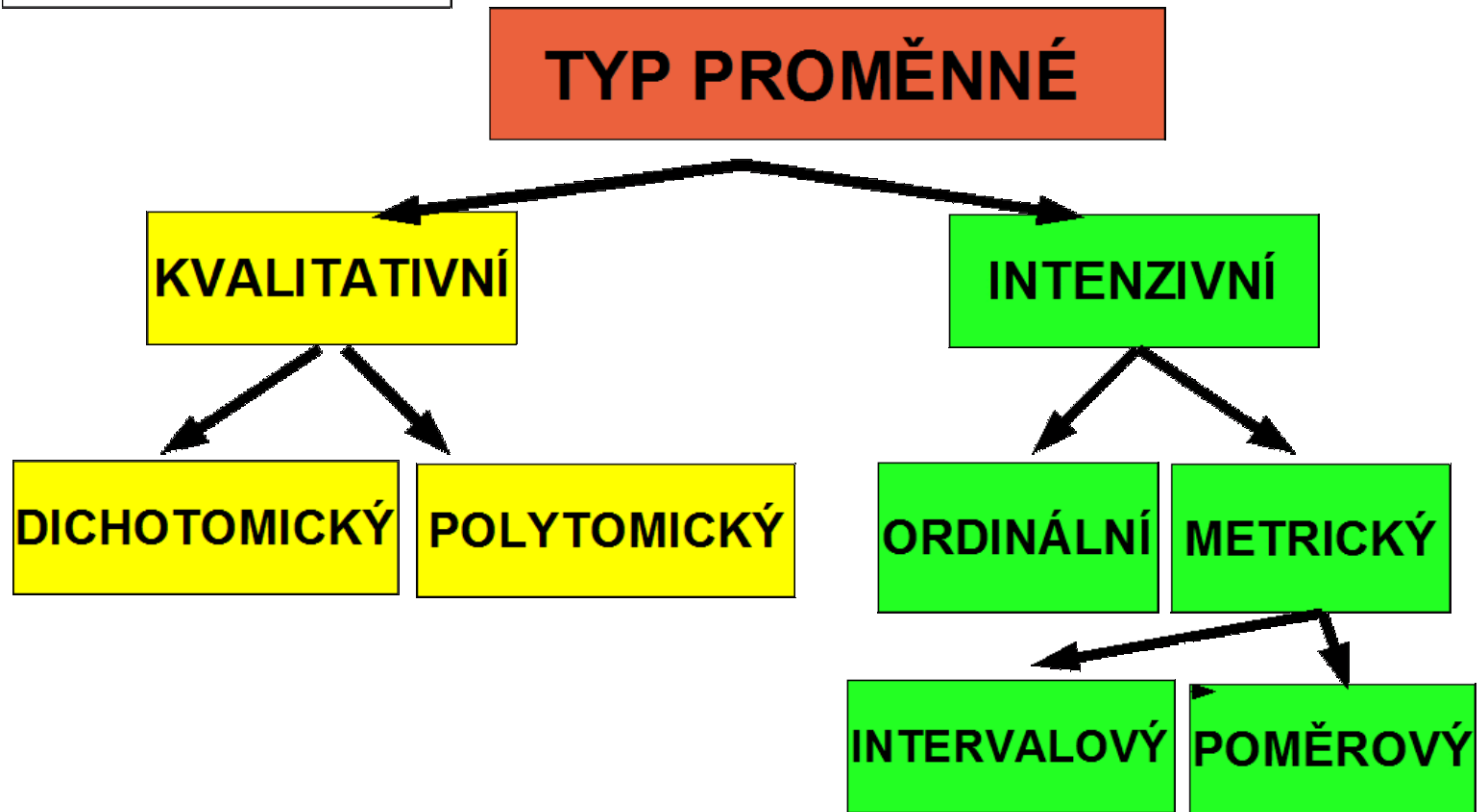 TYP PROMĚNNÉ
KVALITATIVNÍ
INTENZIVNÍ
DICHOTOMICKÝ
POLYTOMICKÝ
ORDINÁLNÍ
METRICKÝ
INTERVALOVÝ
POMĚROVÝ